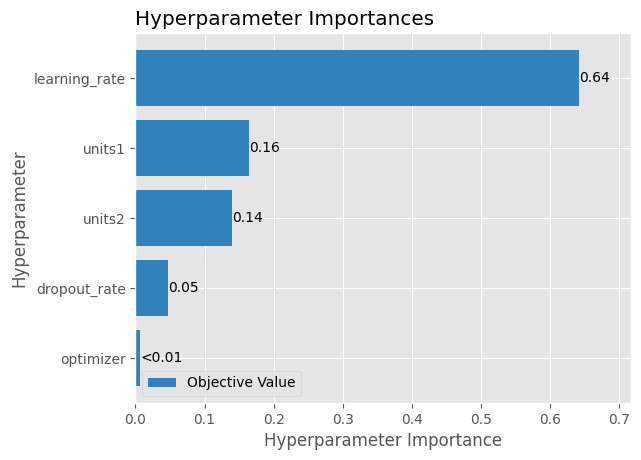 Hyperparameter Importances
learning_rate
0.64
units1
0.16
units2
0.14
dropout_rate
0.05
optimizer
<0.01
Objective Value
0.0 0.1 0.2 0.3 0.4 0.5 0.6 0.7
Hyperparameter Importance
Hyperparameter